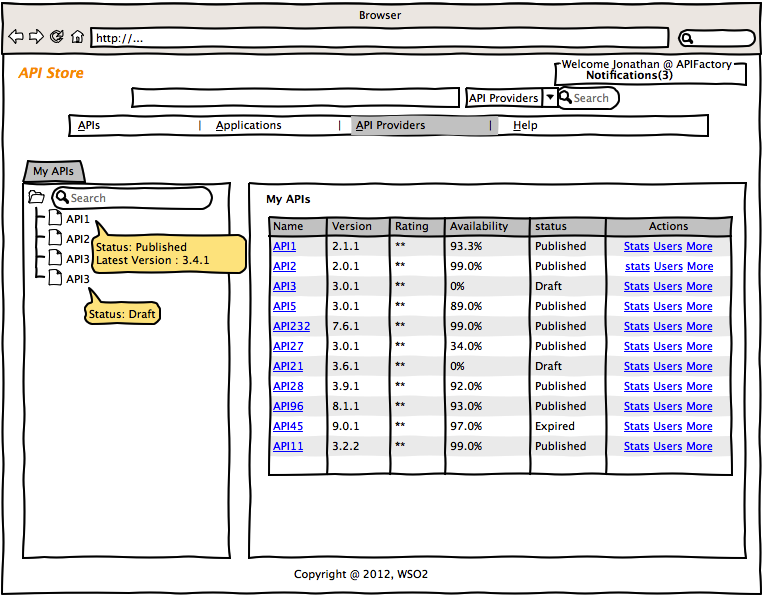 Browser
http://...
API Store
Welcome Jonathan @ APIFactory
Notifications(3)
API Providers
Search
APIs | Applications | API Providers | Help
My APIs
Search
API1
API2
API3
API3
Status: Published
Latest Version : 3.4.1
Status: Draft
My APIs
Name Version Rating Availability status Actions
API1 2.1.1 ** 93.3% Published Stats Users More
API2 2.0.1 ** 99.0% Published stats Users More
API3 3.0.1 ** 0% Draft Stats Users More
API5 3.0.1 ** 89.0% Published Stats Users More
API232 7.6.1 ** 99.0% Published Stats Users More
API27 3.0.1 ** 34.0% Published Stats Users More
API21 3.6.1 ** 0% Draft Stats Users More
API28 3.9.1 ** 92.0% Published Stats Users More
API96 8.1.1 ** 93.0% Published Stats Users More
API45 9.0.1 ** 97.0% Expired Stats Users More
API11 3.2.2 ** 99.0% Published Stats Users More
Copyright @ 2012, WSO2